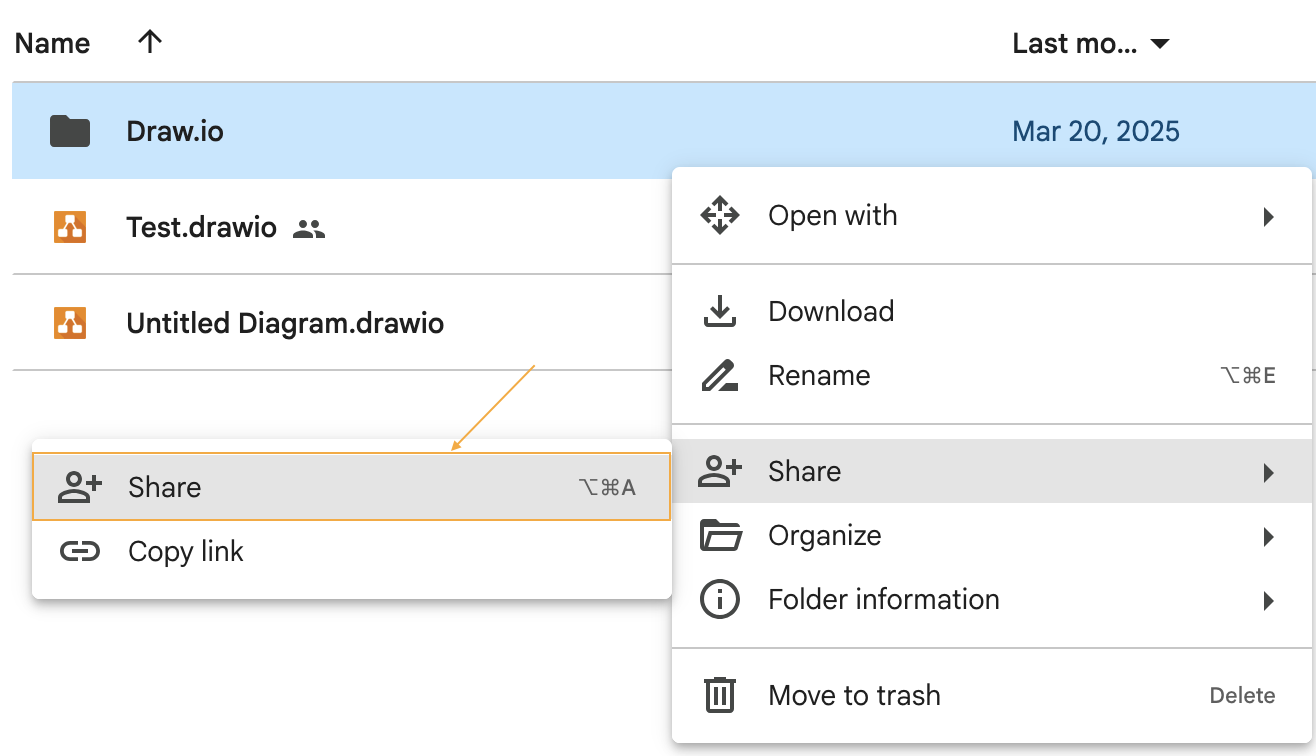 Name
Last mo...
Draw.io
Mar 20, 2025
Test.drawio
Untitled Diagram.drawio
Open with
Download
Rename ⌥⌘E
Share
Organize
Folder information
Move to trash Delete
Share ⌥⌘A
Copy link